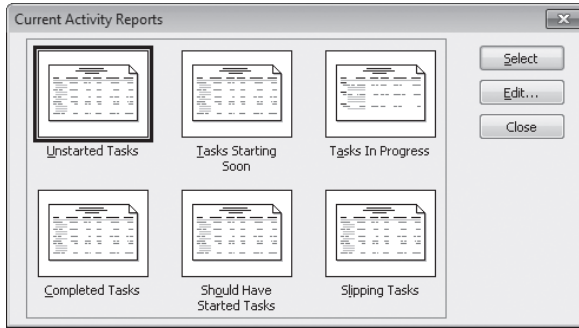 Current Activity Reports
Select
Edit...
Close
Unstarted Tasks
Tasks Starting
Soon
Tasks In Progress
Completed Tasks
Should Have
Started Tasks
Slipping Tasks